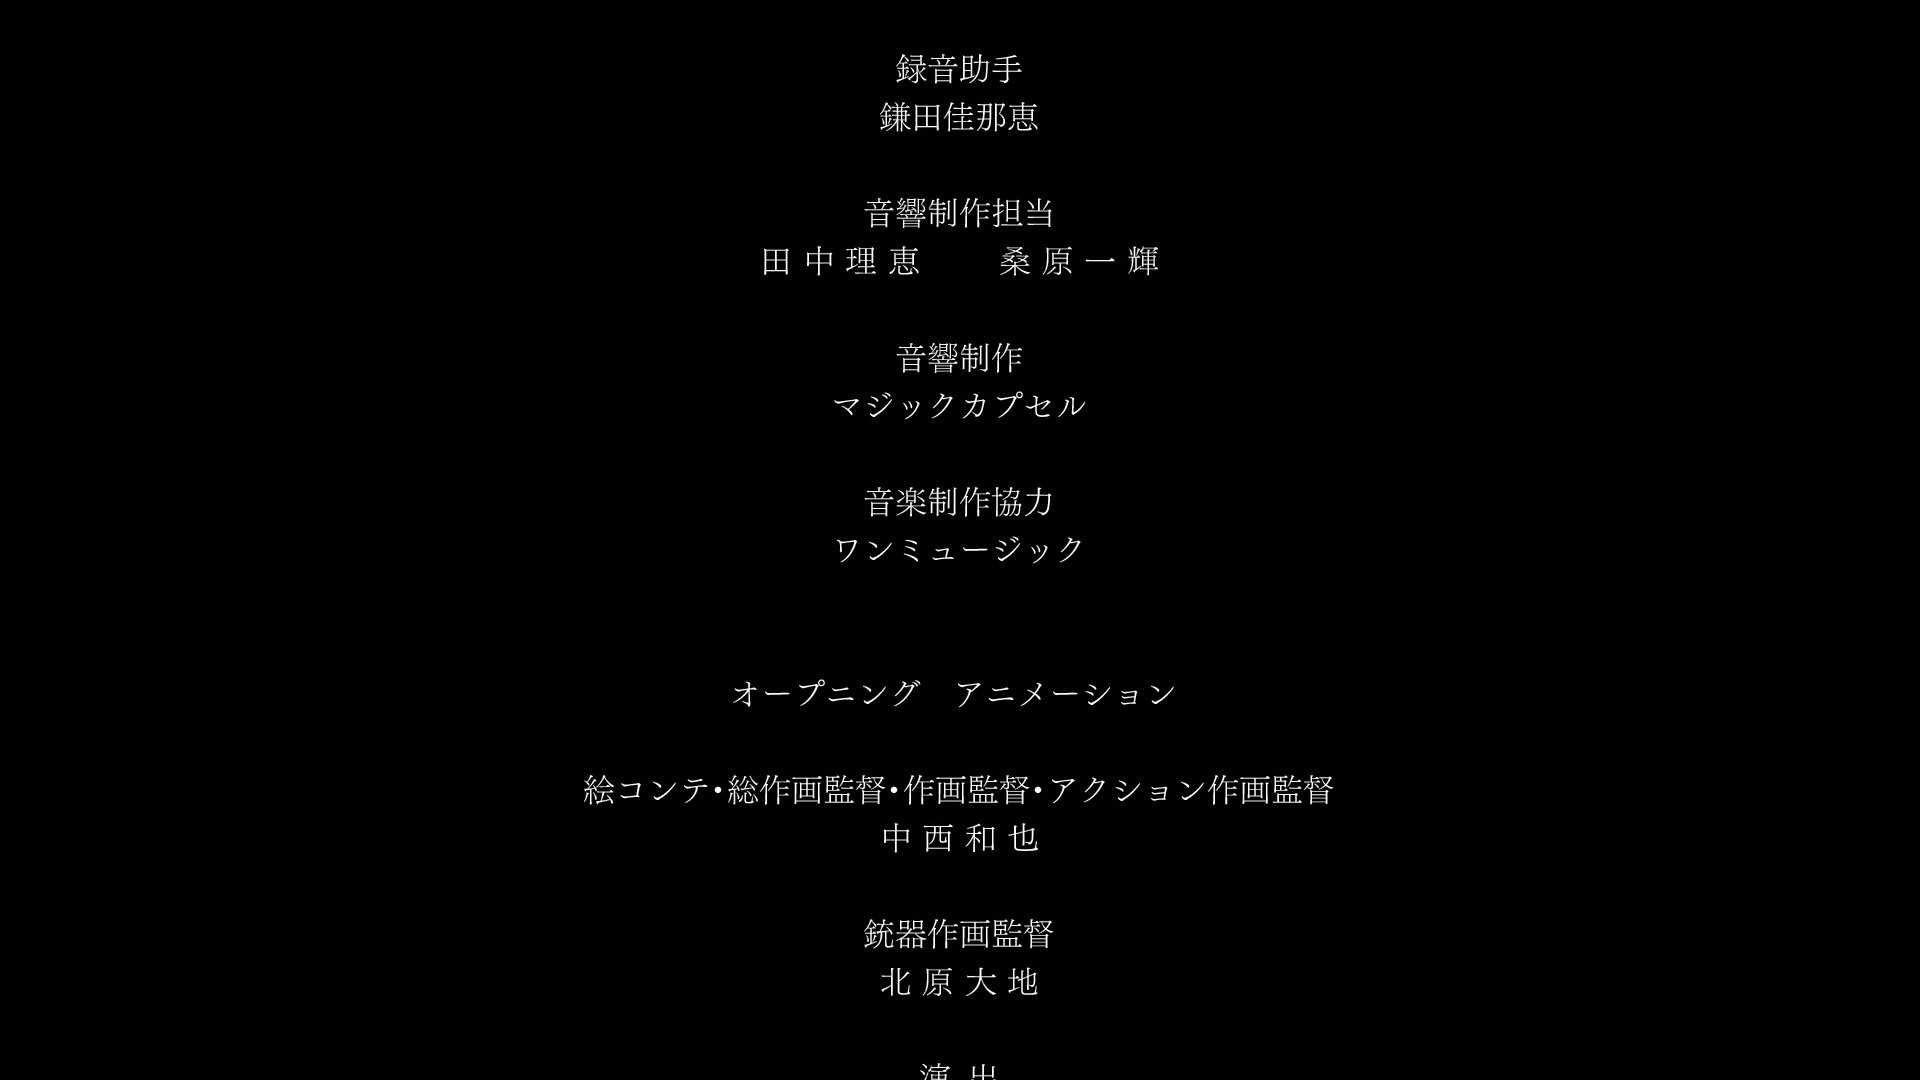 録音助手
鎌田佳那恵
音響制作担当
田中理恵　桑原一輝
音響制作
マジックカプセル
音楽制作協力
ワンミュージック
オープニング　アニメーション
絵コンテ・総作画監督・作画監督・アクション作画監督
中西和也
銃器作画監督
北原大地
演出